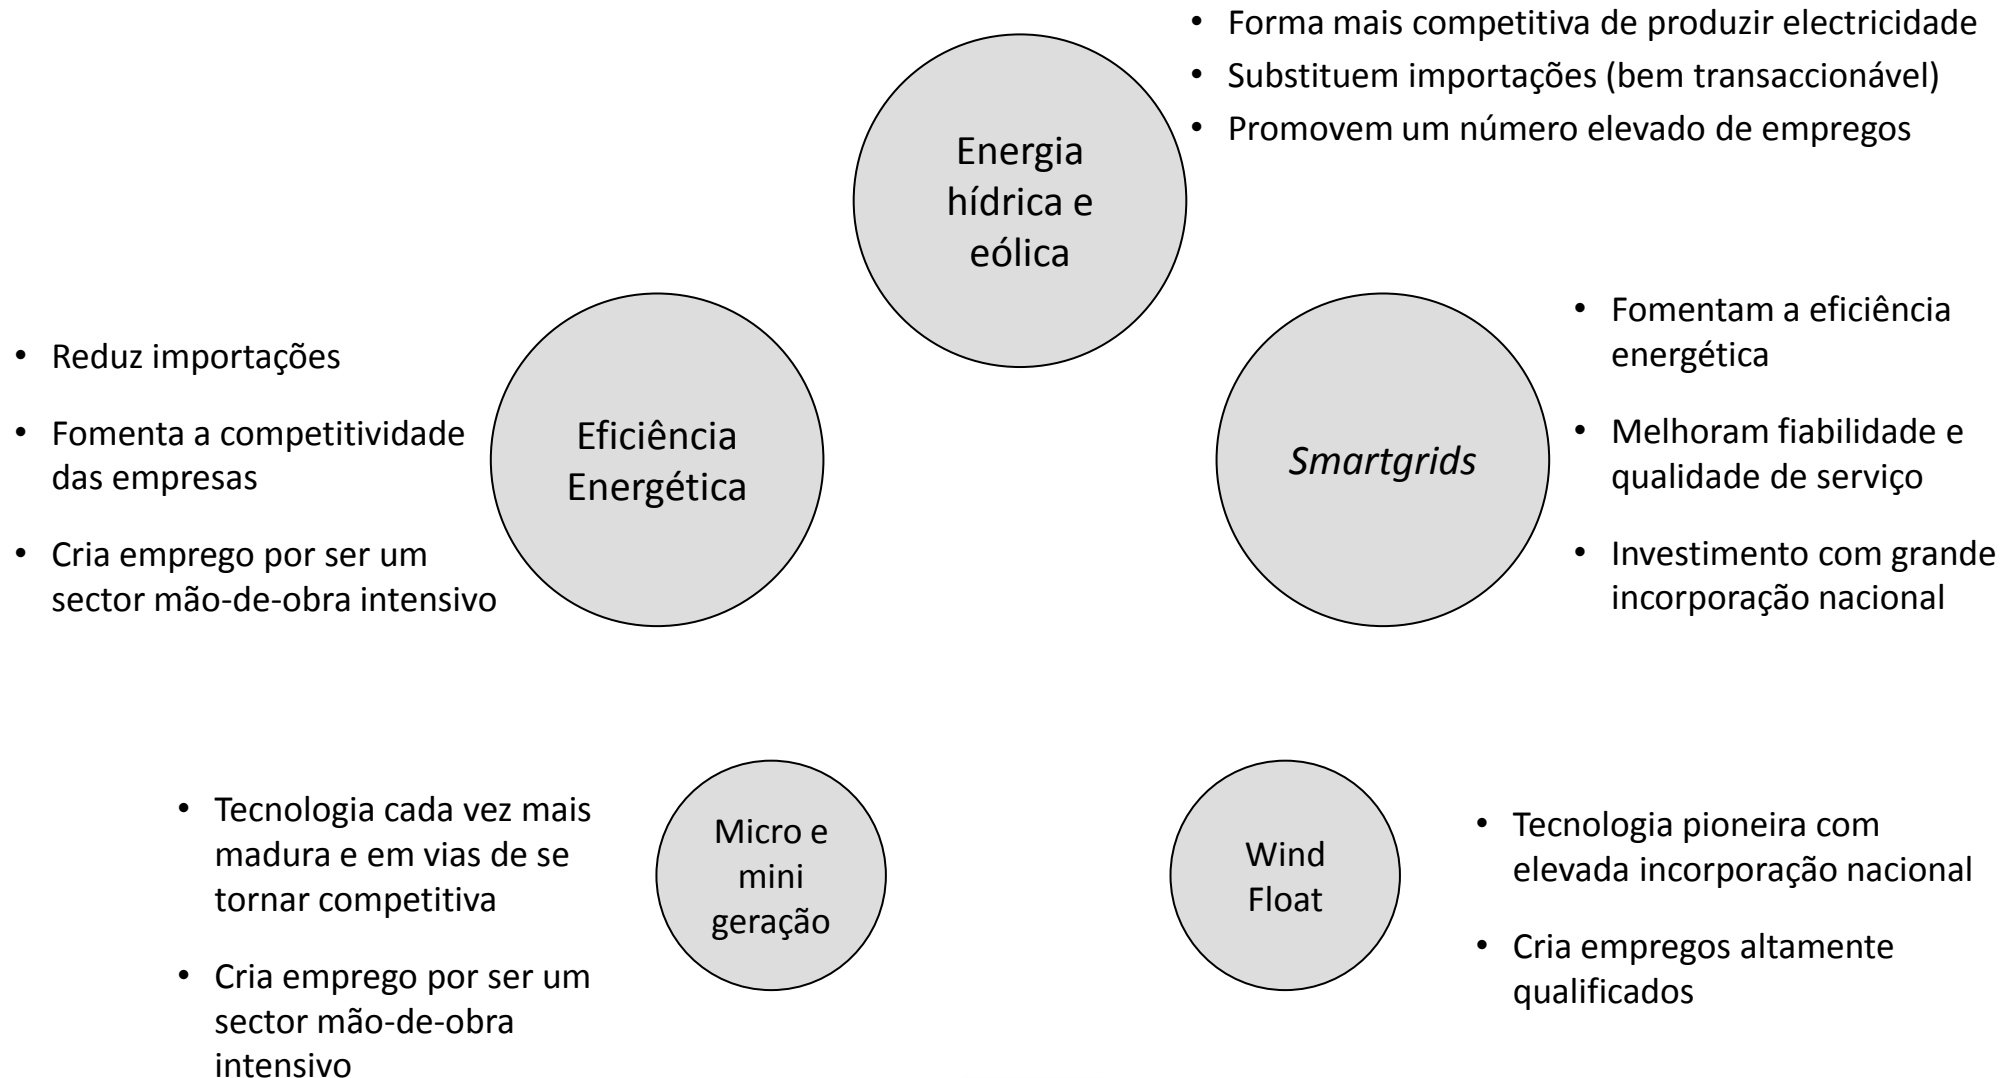 • Forma mais competitiva de produzir electricidade
• Substituem importações (bem transaccionável)
• Promovem um número elevado de empregos
Energia
hídrica e
eólica
• Reduz importações
• Fomenta a competitividade
das empresas
• Cria emprego por ser um
sector mão-de-obra intensivo
Eficiência
Energética
Smartgrids
• Fomentam a eficiência
energética
• Melhoram fiabilidade e
qualidade de serviço
• Investimento com grande
incorporação nacional
• Tecnologia cada vez mais
madura e em vias de se
tornar competitiva
• Cria emprego por ser um
sector mão-de-obra
intensivo
Micro e
mini
geração
Wind
Float
• Tecnologia pioneira com
elevada incorporação nacional
• Cria empregos altamente
qualificados